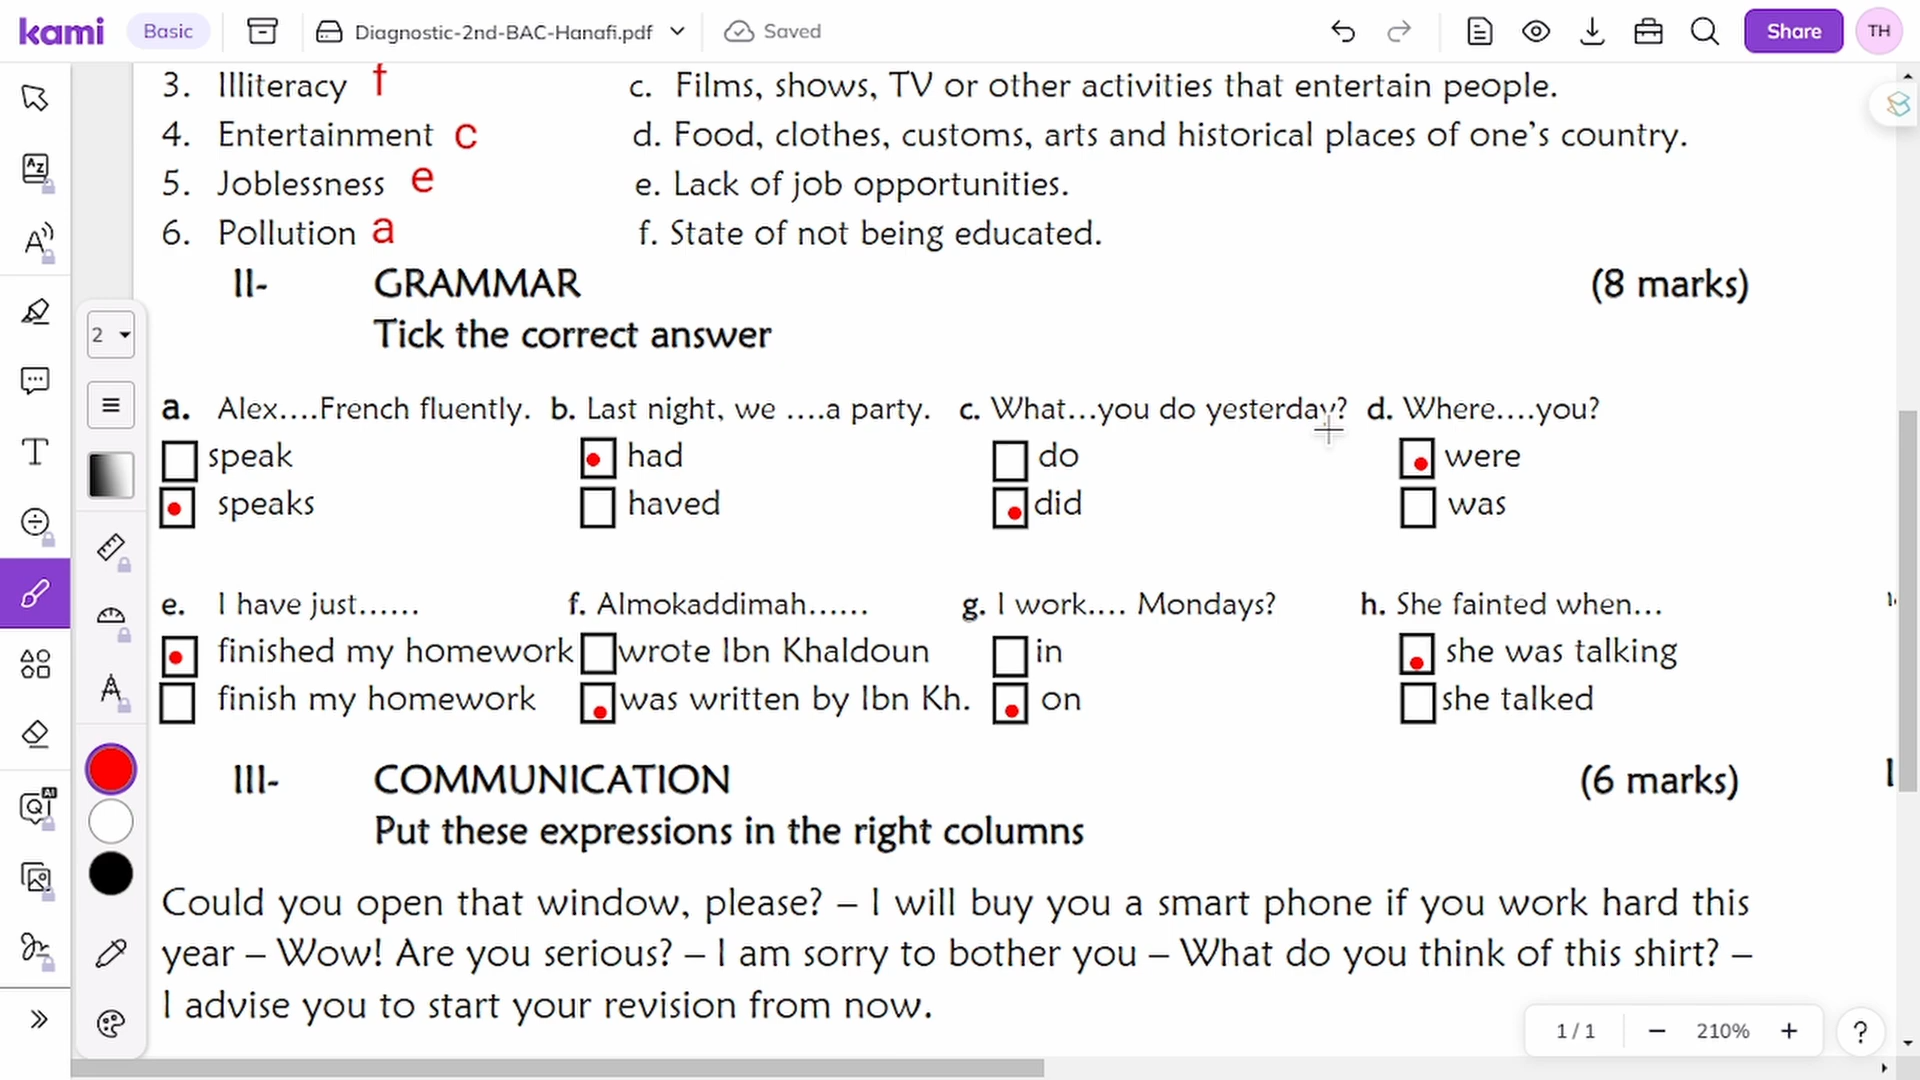 kami Basic Diagnostic-2nd-BAC-Hanafi.pdf Saved Share TH
3. Illiteracy f c. Films, shows, TV or other activities that entertain people.
4. Entertainment c d. Food, clothes, customs, arts and historical places of one's country.
5. Joblessness e e. Lack of job opportunities.
6. Pollution a f. State of not being educated.
II- GRAMMAR (8 marks)
Tick the correct answer
2
a. Alex....French fluently. b. Last night, we ....a party. c. What...you do yesterday? d. Where....you?
speak had do were
speaks haved did was
e. I have just...... f. Almokaddimah...... g. I work.... Mondays? h. She fainted when...
finished my homework wrote Ibn Khaldoun in she was talking
finish my homework was written by Ibn Kh. on she talked
III- COMMUNICATION (6 marks)
Put these expressions in the right columns
Could you open that window, please? – I will buy you a smart phone if you work hard this
year – Wow! Are you serious? – I am sorry to bother you – What do you think of this shirt? –
I advise you to start your revision from now.
1 / 1 – 210% + ?